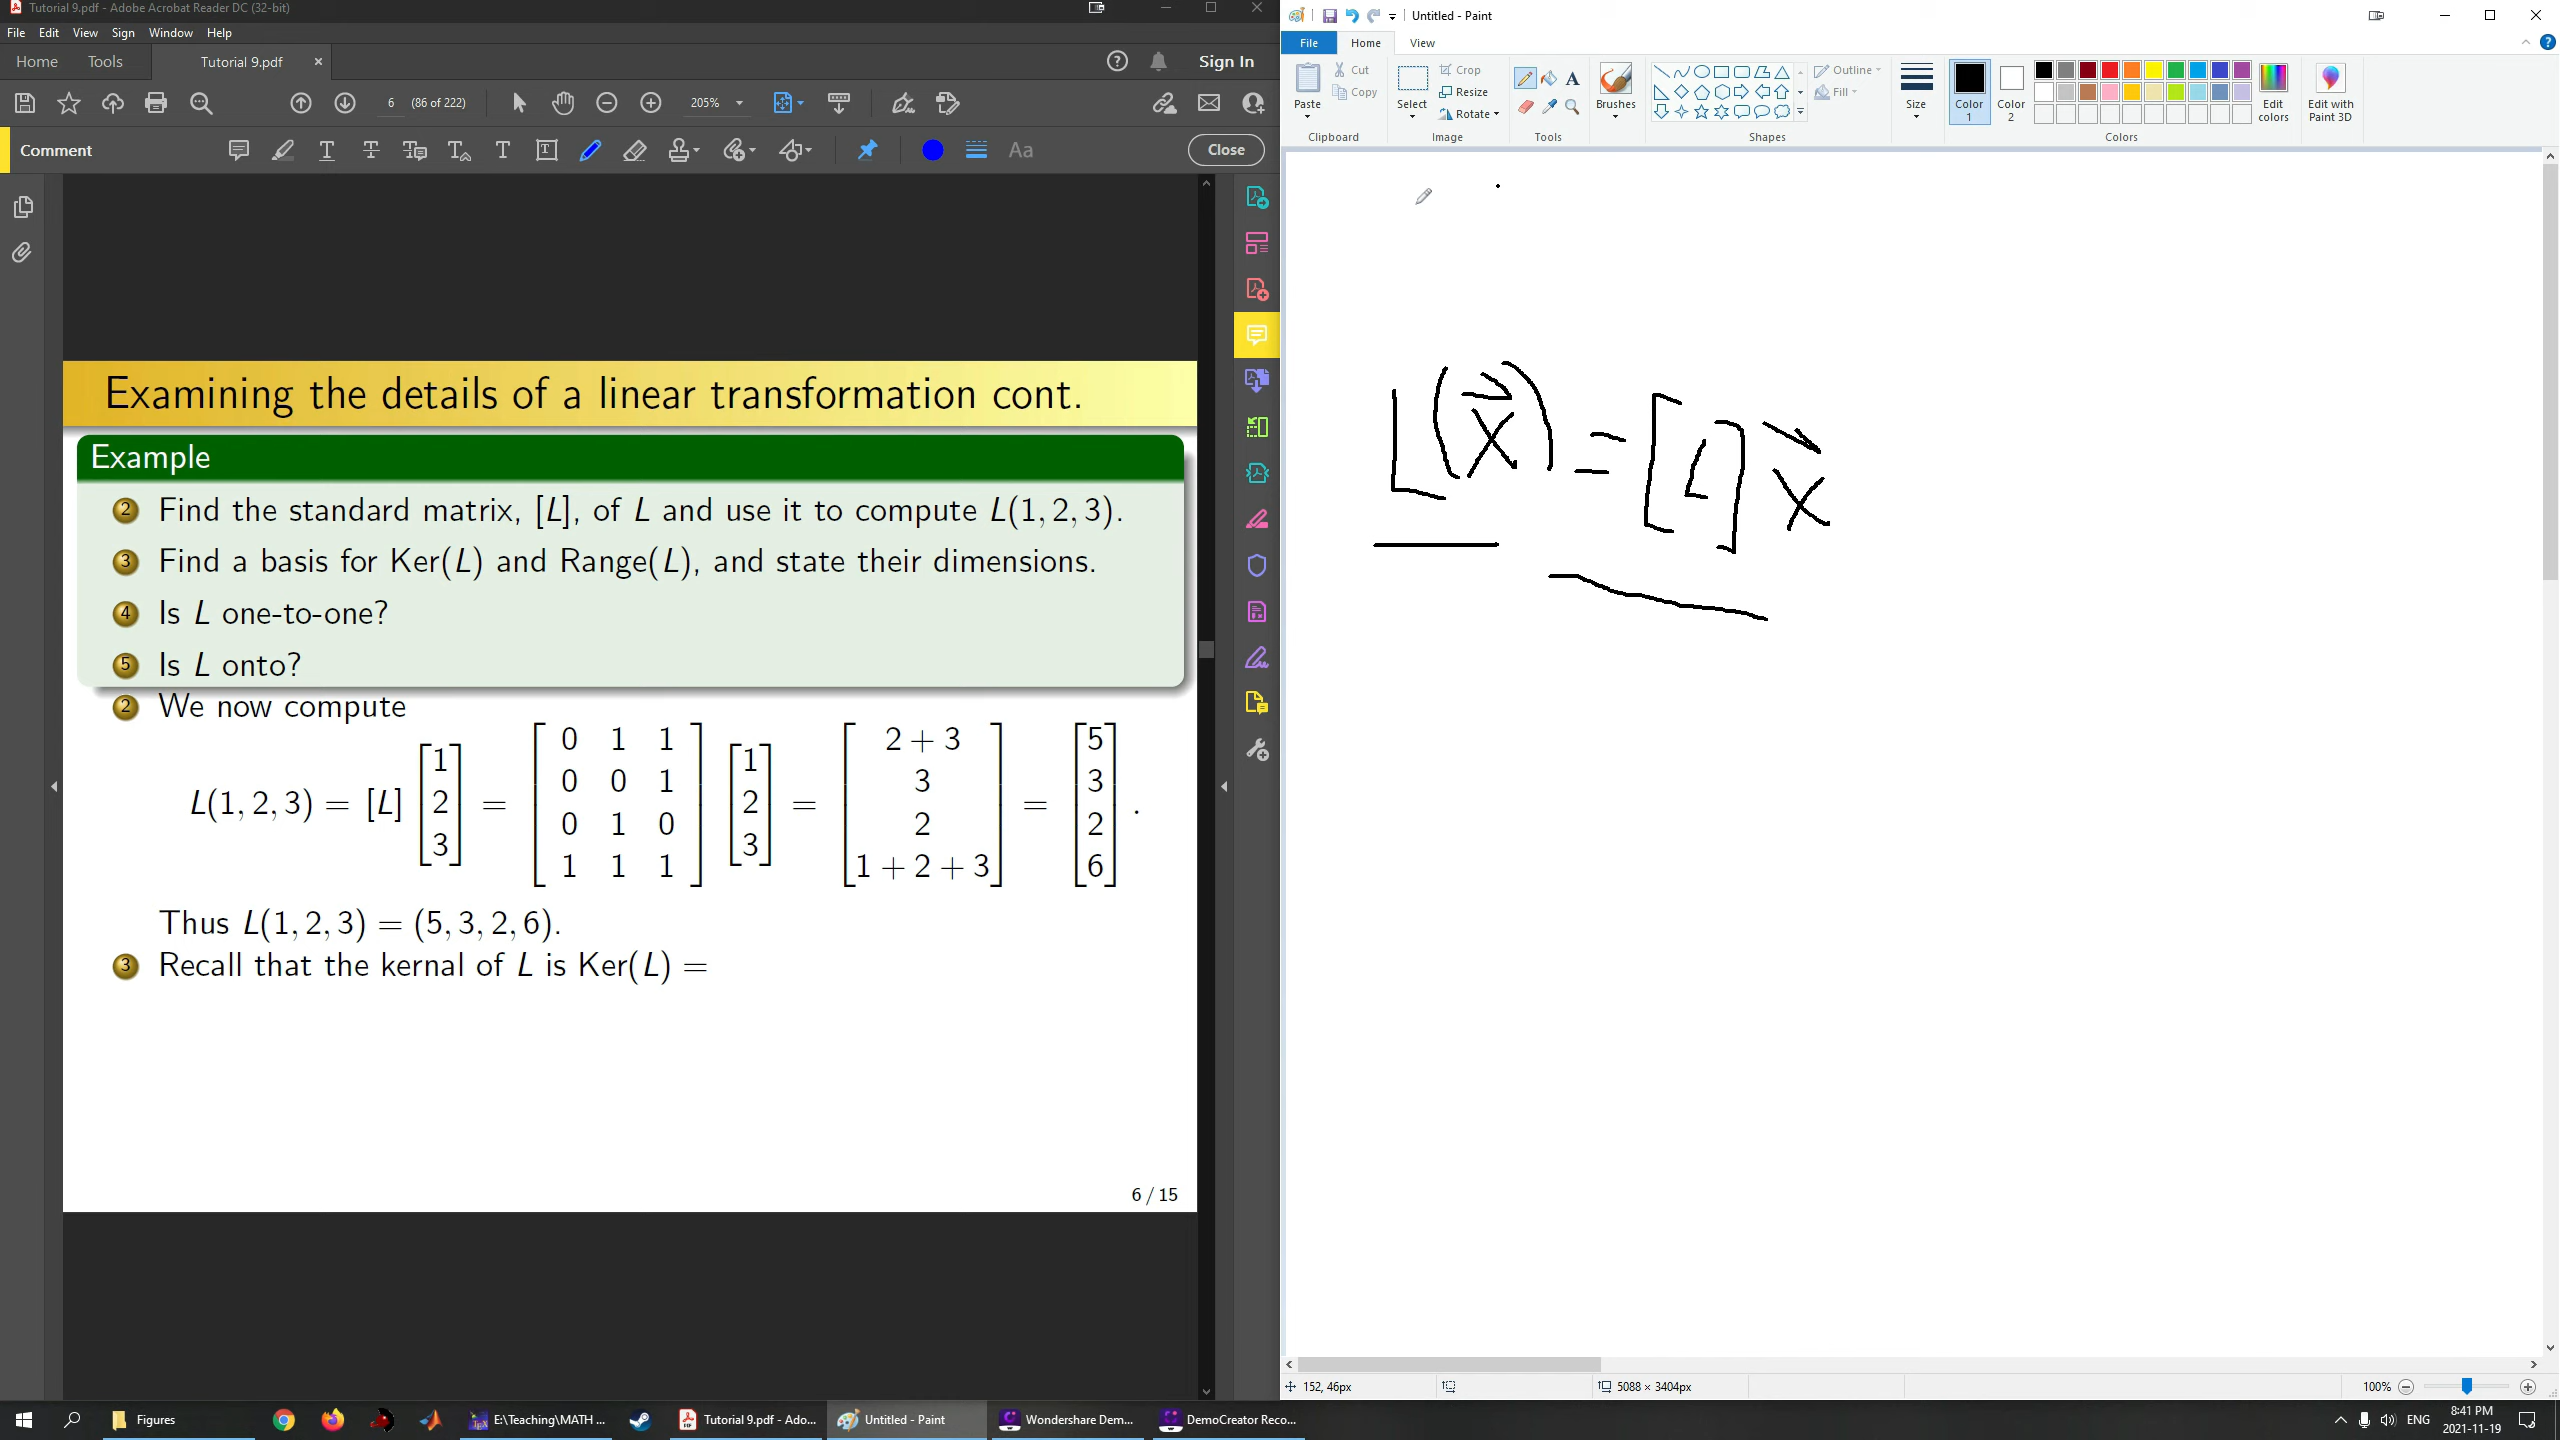 Tutorial 9.pdf - Adobe Acrobat Reader DC (32-bit)
File Edit View Sign Window Help
Home Tools Tutorial 9.pdf × Sign In
6 (86 of 222) 205%
Comment Aa Close
Examining the details of a linear transformation cont.
Example
2 Find the standard matrix, [L], of L and use it to compute L(1, 2, 3).
3 Find a basis for Ker(L) and Range(L), and state their dimensions.
4 Is L one-to-one?
5 Is L onto?
2 We now compute
L(1, 2, 3) = [L] [1 2 3] = [0 1 1 0 0 1 0 1 0 1 1 1] [1 2 3] = [2 + 3 3 2 1 + 2 + 3] = [5 3 2 6] .
Thus L(1, 2, 3) = (5, 3, 2, 6).
3 Recall that the kernal of L is Ker(L) =
6 / 15
Untitled - Paint
File Home View
Paste Cut Copy Select Crop Resize Rotate A Brushes Outline Fill Size Color 1 Color 2 Edit colors Edit with Paint 3D
Clipboard Image Tools Shapes Colors
L(x⃗) = [L] x⃗
152, 46px 5088 × 3404px 100%
Figures E:\Teaching\MATH ... Tutorial 9.pdf - Ado... Untitled - Paint Wondershare Dem... DemoCreator Reco... ENG 8:41 PM
2021-11-19